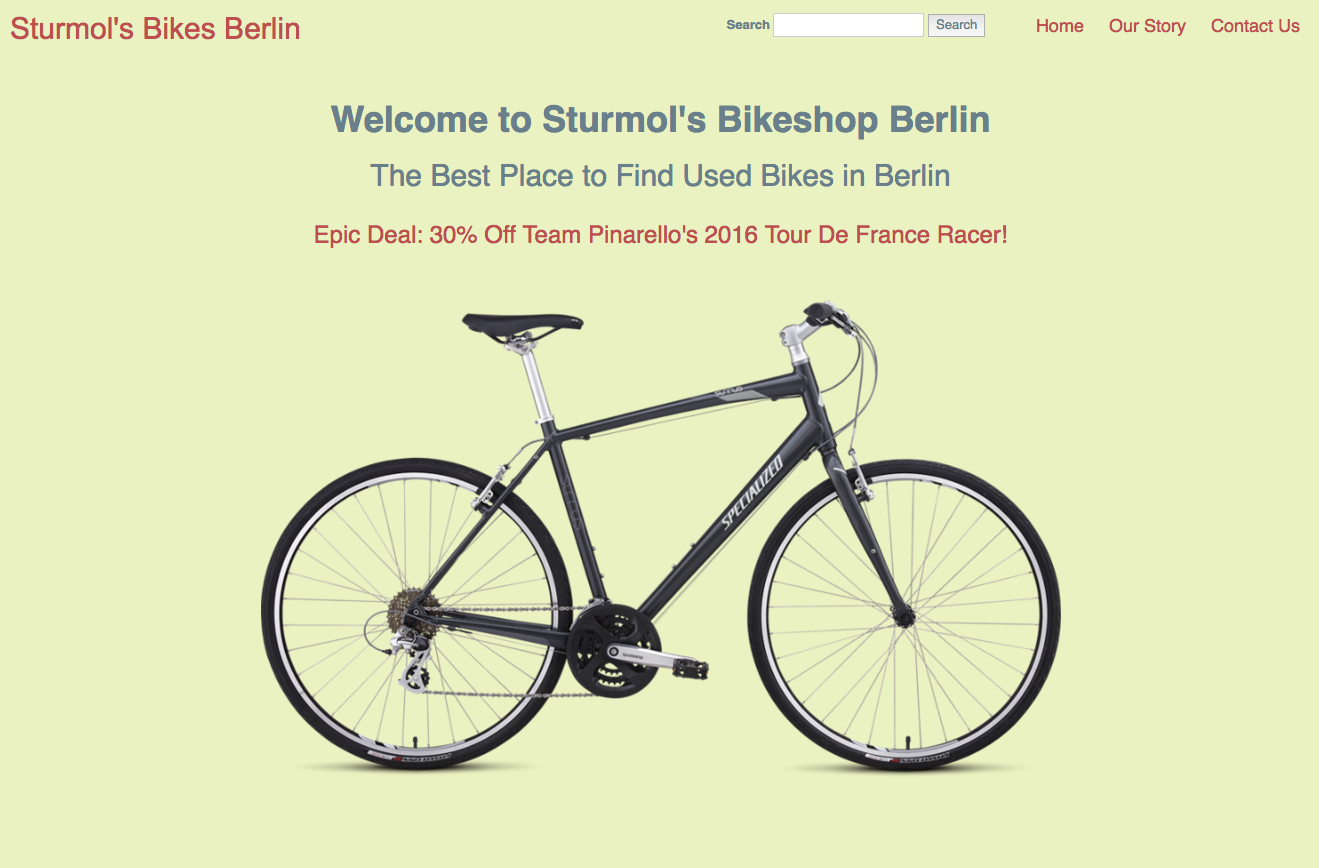 Sturmol's Bikes Berlin
Search
Search
Home
Our Story
Contact Us
Welcome to Sturmol's Bikeshop Berlin
The Best Place to Find Used Bikes in Berlin
Epic Deal: 30% Off Team Pinarello's 2016 Tour De France Racer!
SPECIALIZED